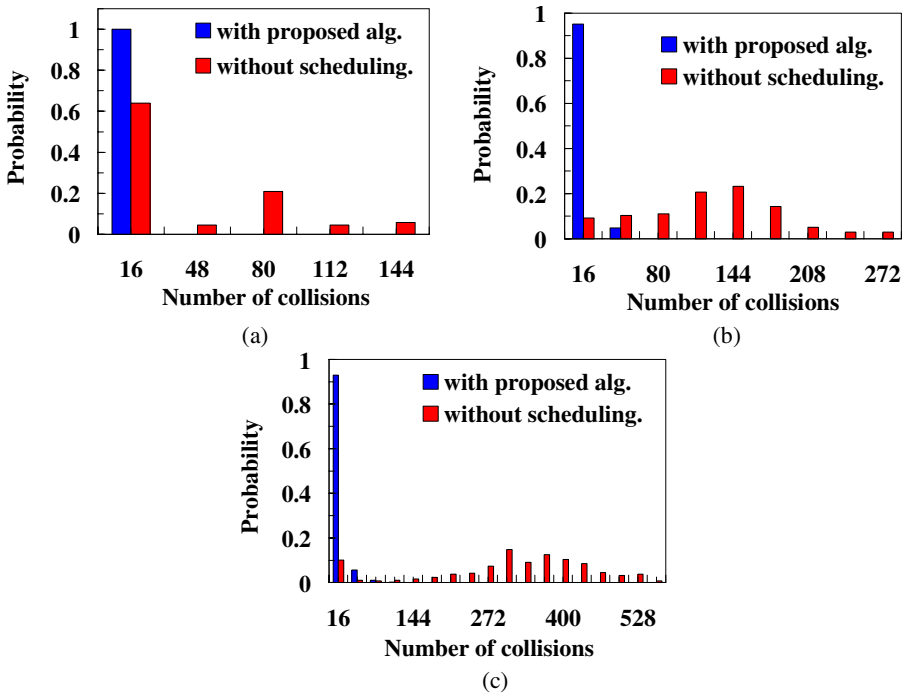 1
0.8
0.6
0.4
0.2
0
Probability
with proposed alg.
without scheduling.
16 48 80 112 144
Number of collisions
(a)
1
0.8
0.6
0.4
0.2
0
Probability
with proposed alg.
without scheduling.
16 80 144 208 272
Number of collisions
(b)
1
0.8
0.6
0.4
0.2
0
Probability
with proposed alg.
without scheduling.
16 144 272 400 528
Number of collisions
(c)